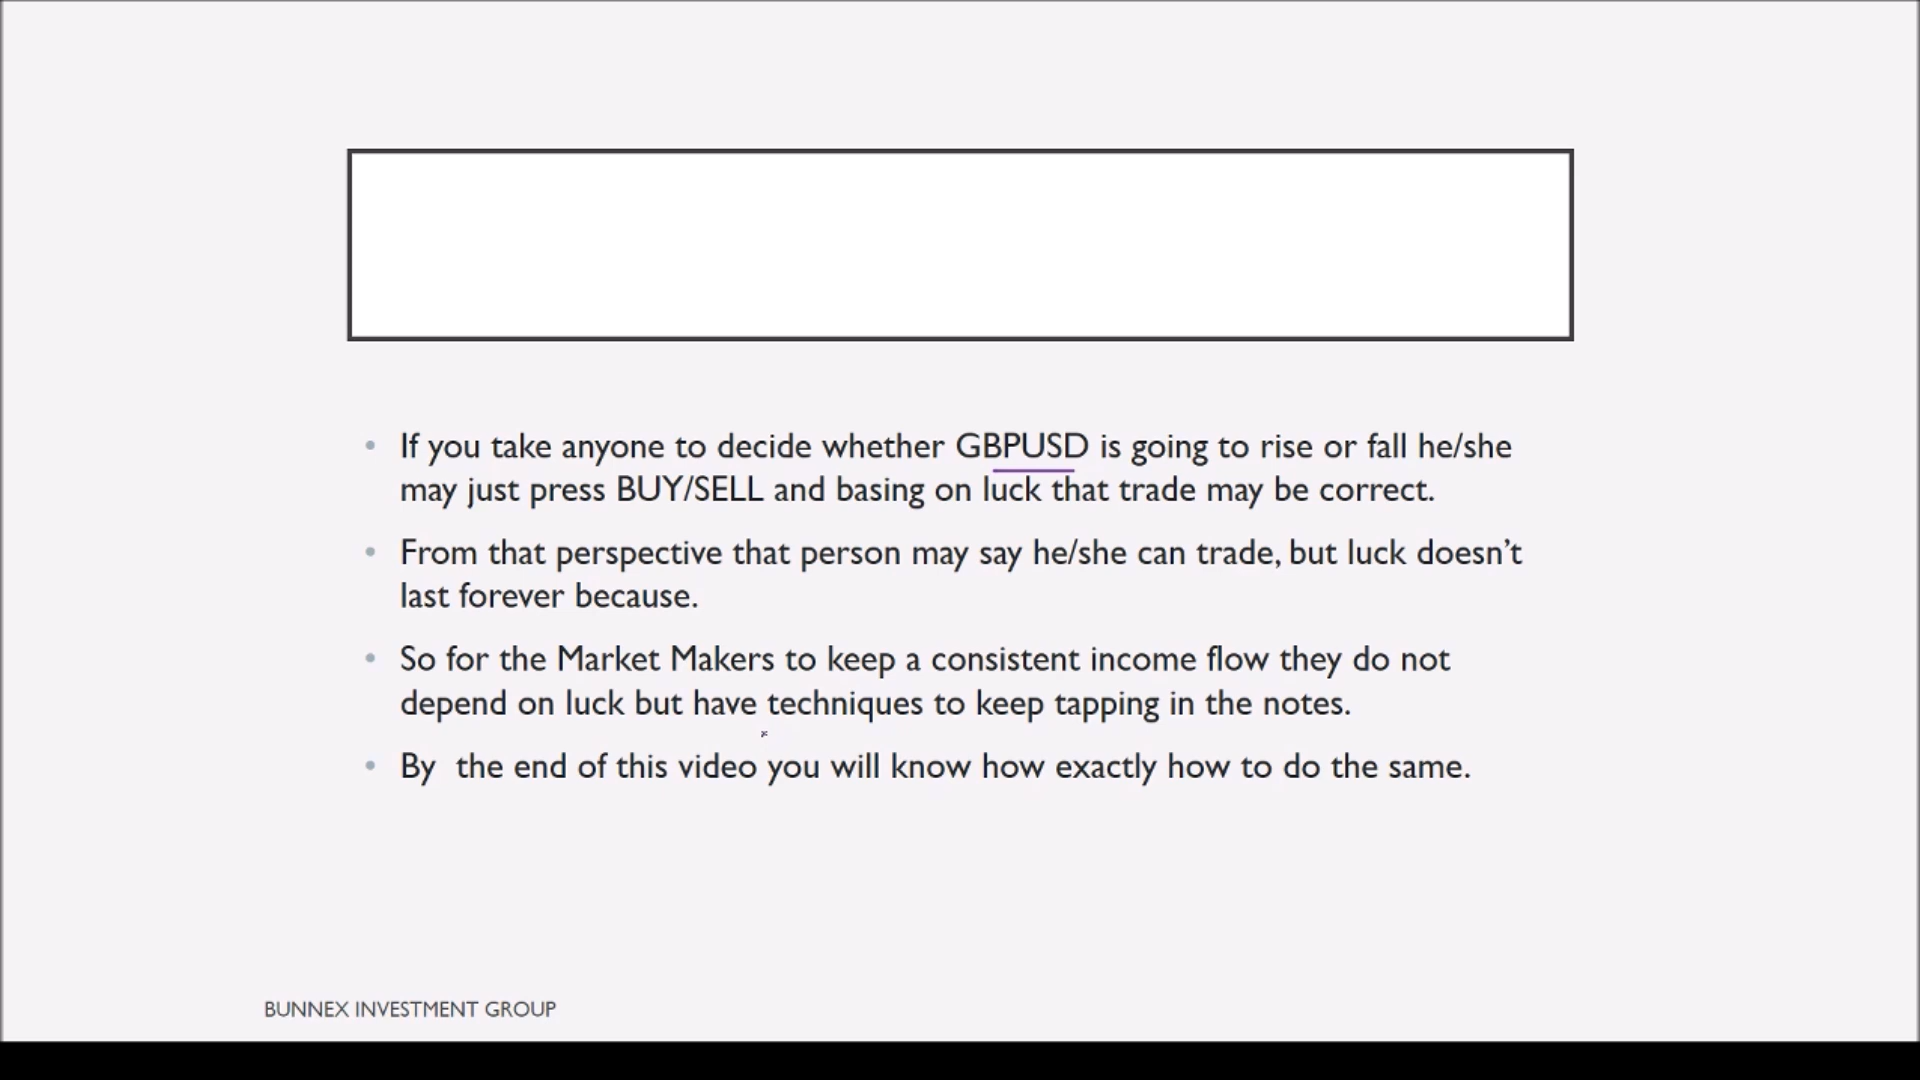 If you take anyone to decide whether GBPUSD is going to rise or fall he/she
may just press BUY/SELL and basing on luck that trade may be correct.
From that perspective that person may say he/she can trade, but luck doesn’t
last forever because.
So for the Market Makers to keep a consistent income flow they do not
depend on luck but have techniques to keep tapping in the notes.
By  the end of this video you will know how exactly how to do the same.
BUNNEX INVESTMENT GROUP